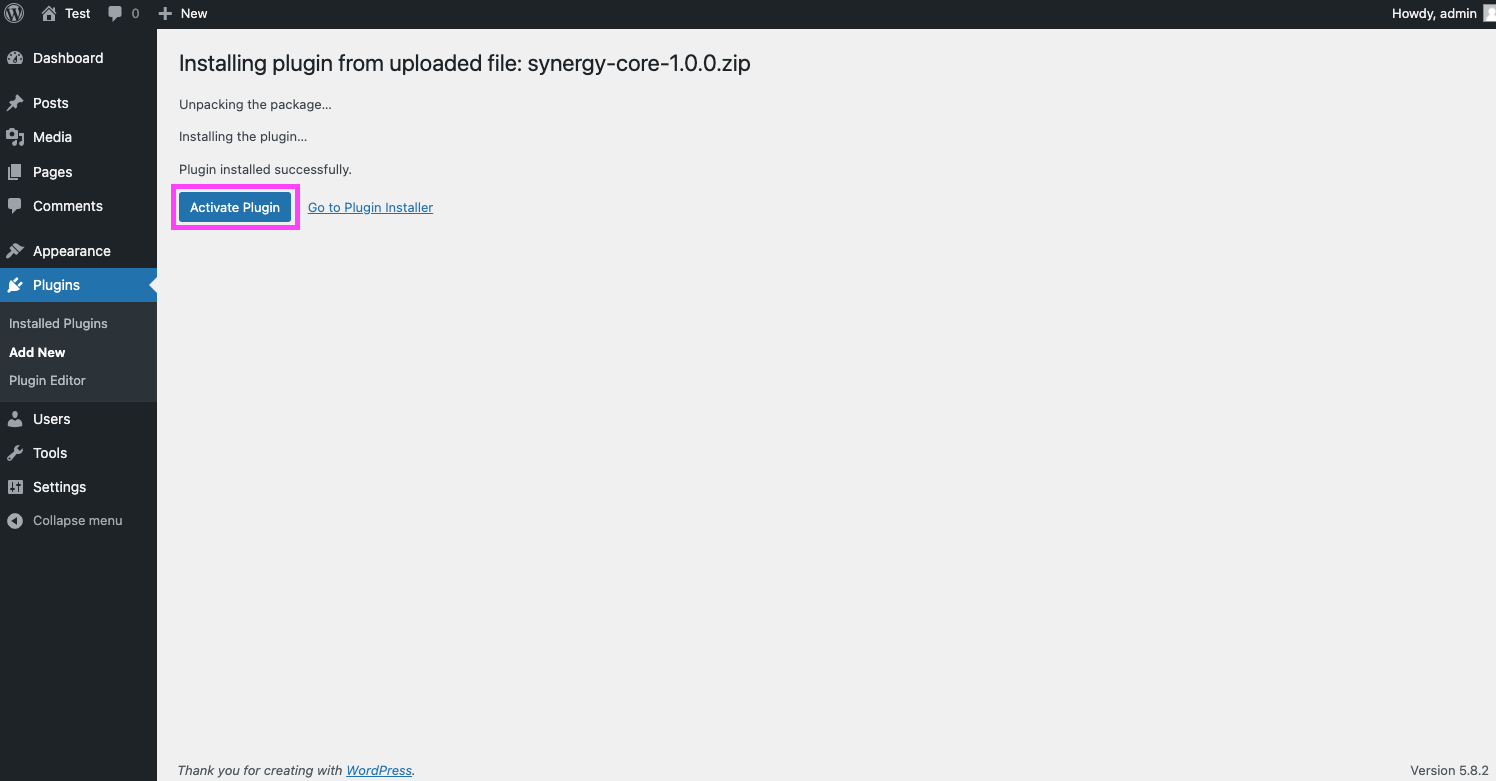 Test 0 New Howdy, admin
Dashboard
Posts
Media
Pages
Comments
Appearance
Plugins
Installed Plugins
Add New
Plugin Editor
Users
Tools
Settings
Collapse menu
Installing plugin from uploaded file: synergy-core-1.0.0.zip
Unpacking the package…
Installing the plugin…
Plugin installed successfully.
Activate Plugin Go to Plugin Installer
Thank you for creating with WordPress. Version 5.8.2